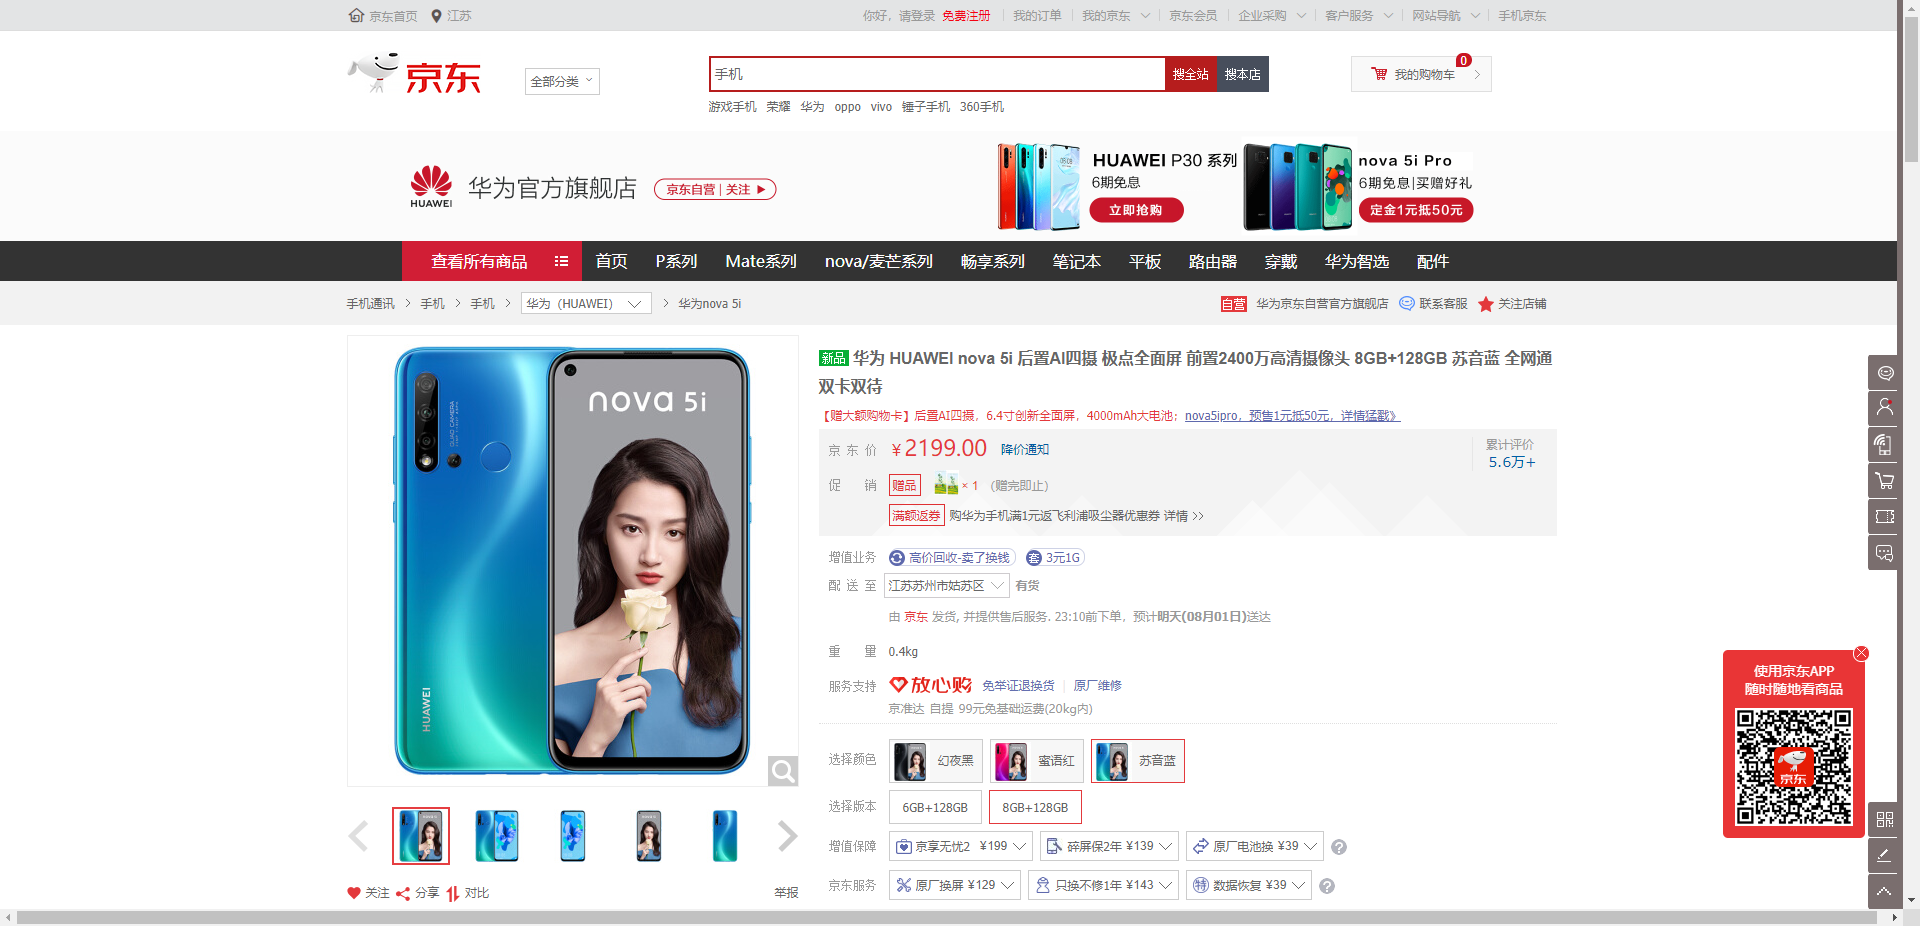 京东首页 江苏
你好，请登录 免费注册 我的订单 我的京东 京东会员 企业采购 客户服务 网站导航 手机京东
京东
全部分类
手机 搜全站 搜本店
游戏手机 荣耀 华为 oppo vivo 锤子手机 360手机
我的购物车 0
HUAWEI
华为官方旗舰店
京东自营 | 关注
HUAWEI P30 系列
6期免息
立即抢购
nova 5i Pro
6期免息|买赠好礼
定金1元抵50元
查看所有商品 首页 P系列 Mate系列 nova/麦芒系列 畅享系列 笔记本 平板 路由器 穿戴 华为智选 配件
手机通讯 > 手机 > 手机 > 华为（HUAWEI） > 华为nova 5i
自营 华为京东自营官方旗舰店 联系客服 关注店铺
nova 5i
HUAWEI
新品 华为 HUAWEI nova 5i 后置AI四摄 极点全面屏 前置2400万高清摄像头 8GB+128GB 苏音蓝 全网通
双卡双待
【赠大额购物卡】后置AI四摄，6.4寸创新全面屏，4000mAh大电池；nova5ipro，预售1元抵50元，详情猛戳》
京 东 价 ￥2199.00 降价通知
累计评价
5.6万+
促 销 赠品 × 1 （赠完即止）
满额返券 购华为手机满1元返飞利浦吸尘器优惠券 详情 >>
增值业务 高价回收-卖了换钱 套 3元1G
配 送 至 江苏苏州市姑苏区 有货
由 京东 发货, 并提供售后服务. 23:10前下单，预计明天(08月01日)送达
重 量 0.4kg
服务支持 放心购 免举证退换货 原厂维修
京准达 自提 99元免基础运费(20kg内)
选择颜色 幻夜黑 蜜语红 苏音蓝
选择版本 6GB+128GB 8GB+128GB
增值保障 京享无忧2 ¥199 碎屏保2年 ¥139 原厂电池换 ¥39 ?
京东服务 原厂换屏 ¥129 只换不修1年 ¥143 特 数据恢复 ¥39 ?
关注 分享 对比 举报
使用京东APP
随时随地看商品
京东